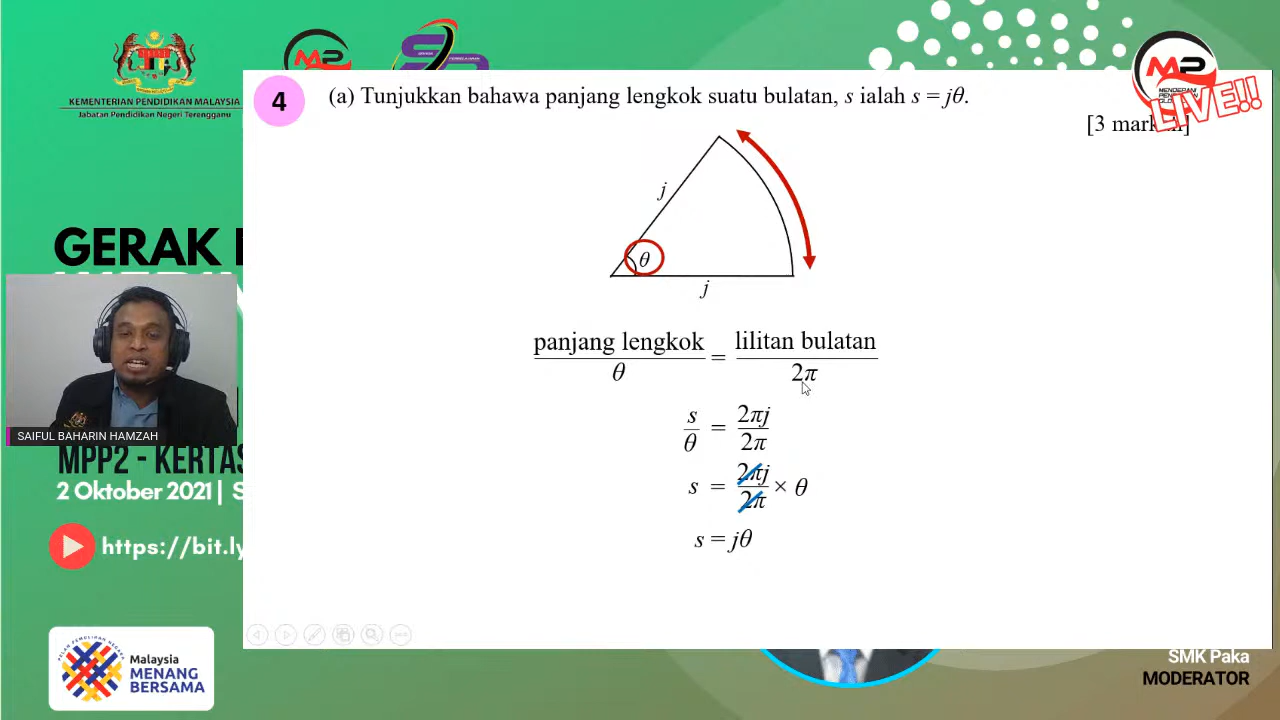 KEMENTERIAN PENDIDIKAN MALAYSIA
Jabatan Pendidikan Negeri Terengganu
MP
MP
LIVE!!
4
(a) Tunjukkan bahawa panjang lengkok suatu bulatan, s ialah s = jθ.
[3
j
θ
j
panjang lengkok / θ = lilitan bulatan / 2π
s/θ = 2πj/2π
s = 2πj/2π × θ
s = jθ
GERAK
SAIFUL BAHARIN HAMZAH
MPP2 - KERTAS
2 Oktober 2021| S
https://bit.ly
Malaysia
MENANG
BERSAMA
SMK Paka
MODERATOR